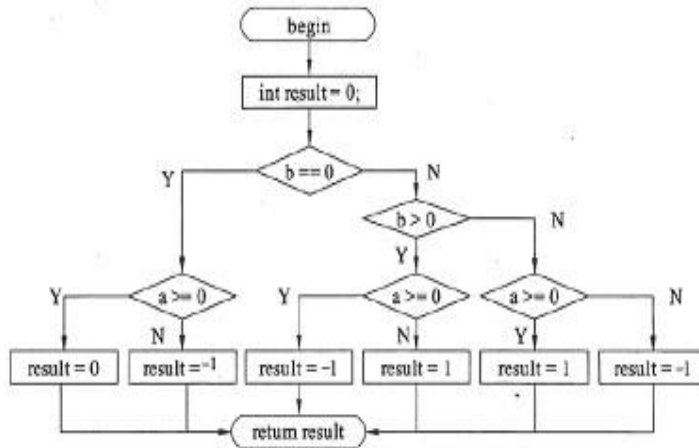 begin
int result = 0;
b == 0
Y
N
b > 0
N
Y
a >= 0
a >= 0
a >= 0
Y
N
Y
N
Y
N
result = 0
result = -1
result = -1
result = 1
result = 1
result = -1
return result